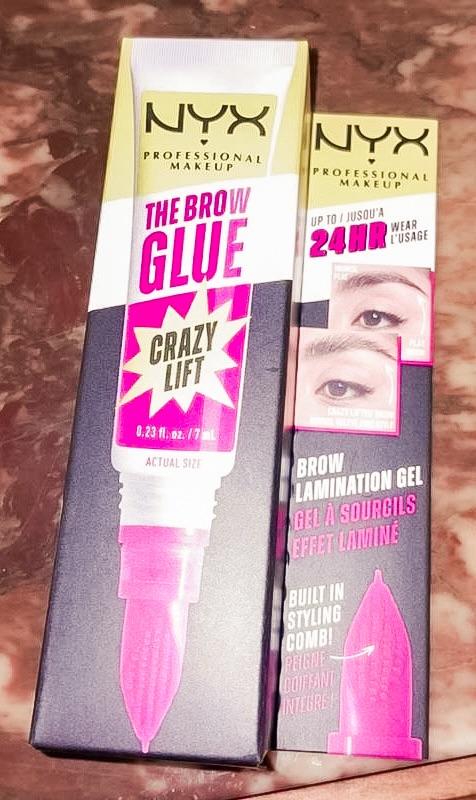 NYX
PROFESSIONAL
MAKEUP
THE BROW
GLUE
CRAZY
LIFT
0.23 fl. oz. / 7 mL
ACTUAL SIZE
NYX
PROFESSIONAL
MAKEUP
UP TO / JUSQU'A
24HR WEAR
L'USAGE
BROW
LAMINATION GEL
GEL À SOURCILS
EFFET LAMINÉ
BUILT IN
STYLING
COMB!
PEIGNE
COIFFANT
INTÉGRÉ!